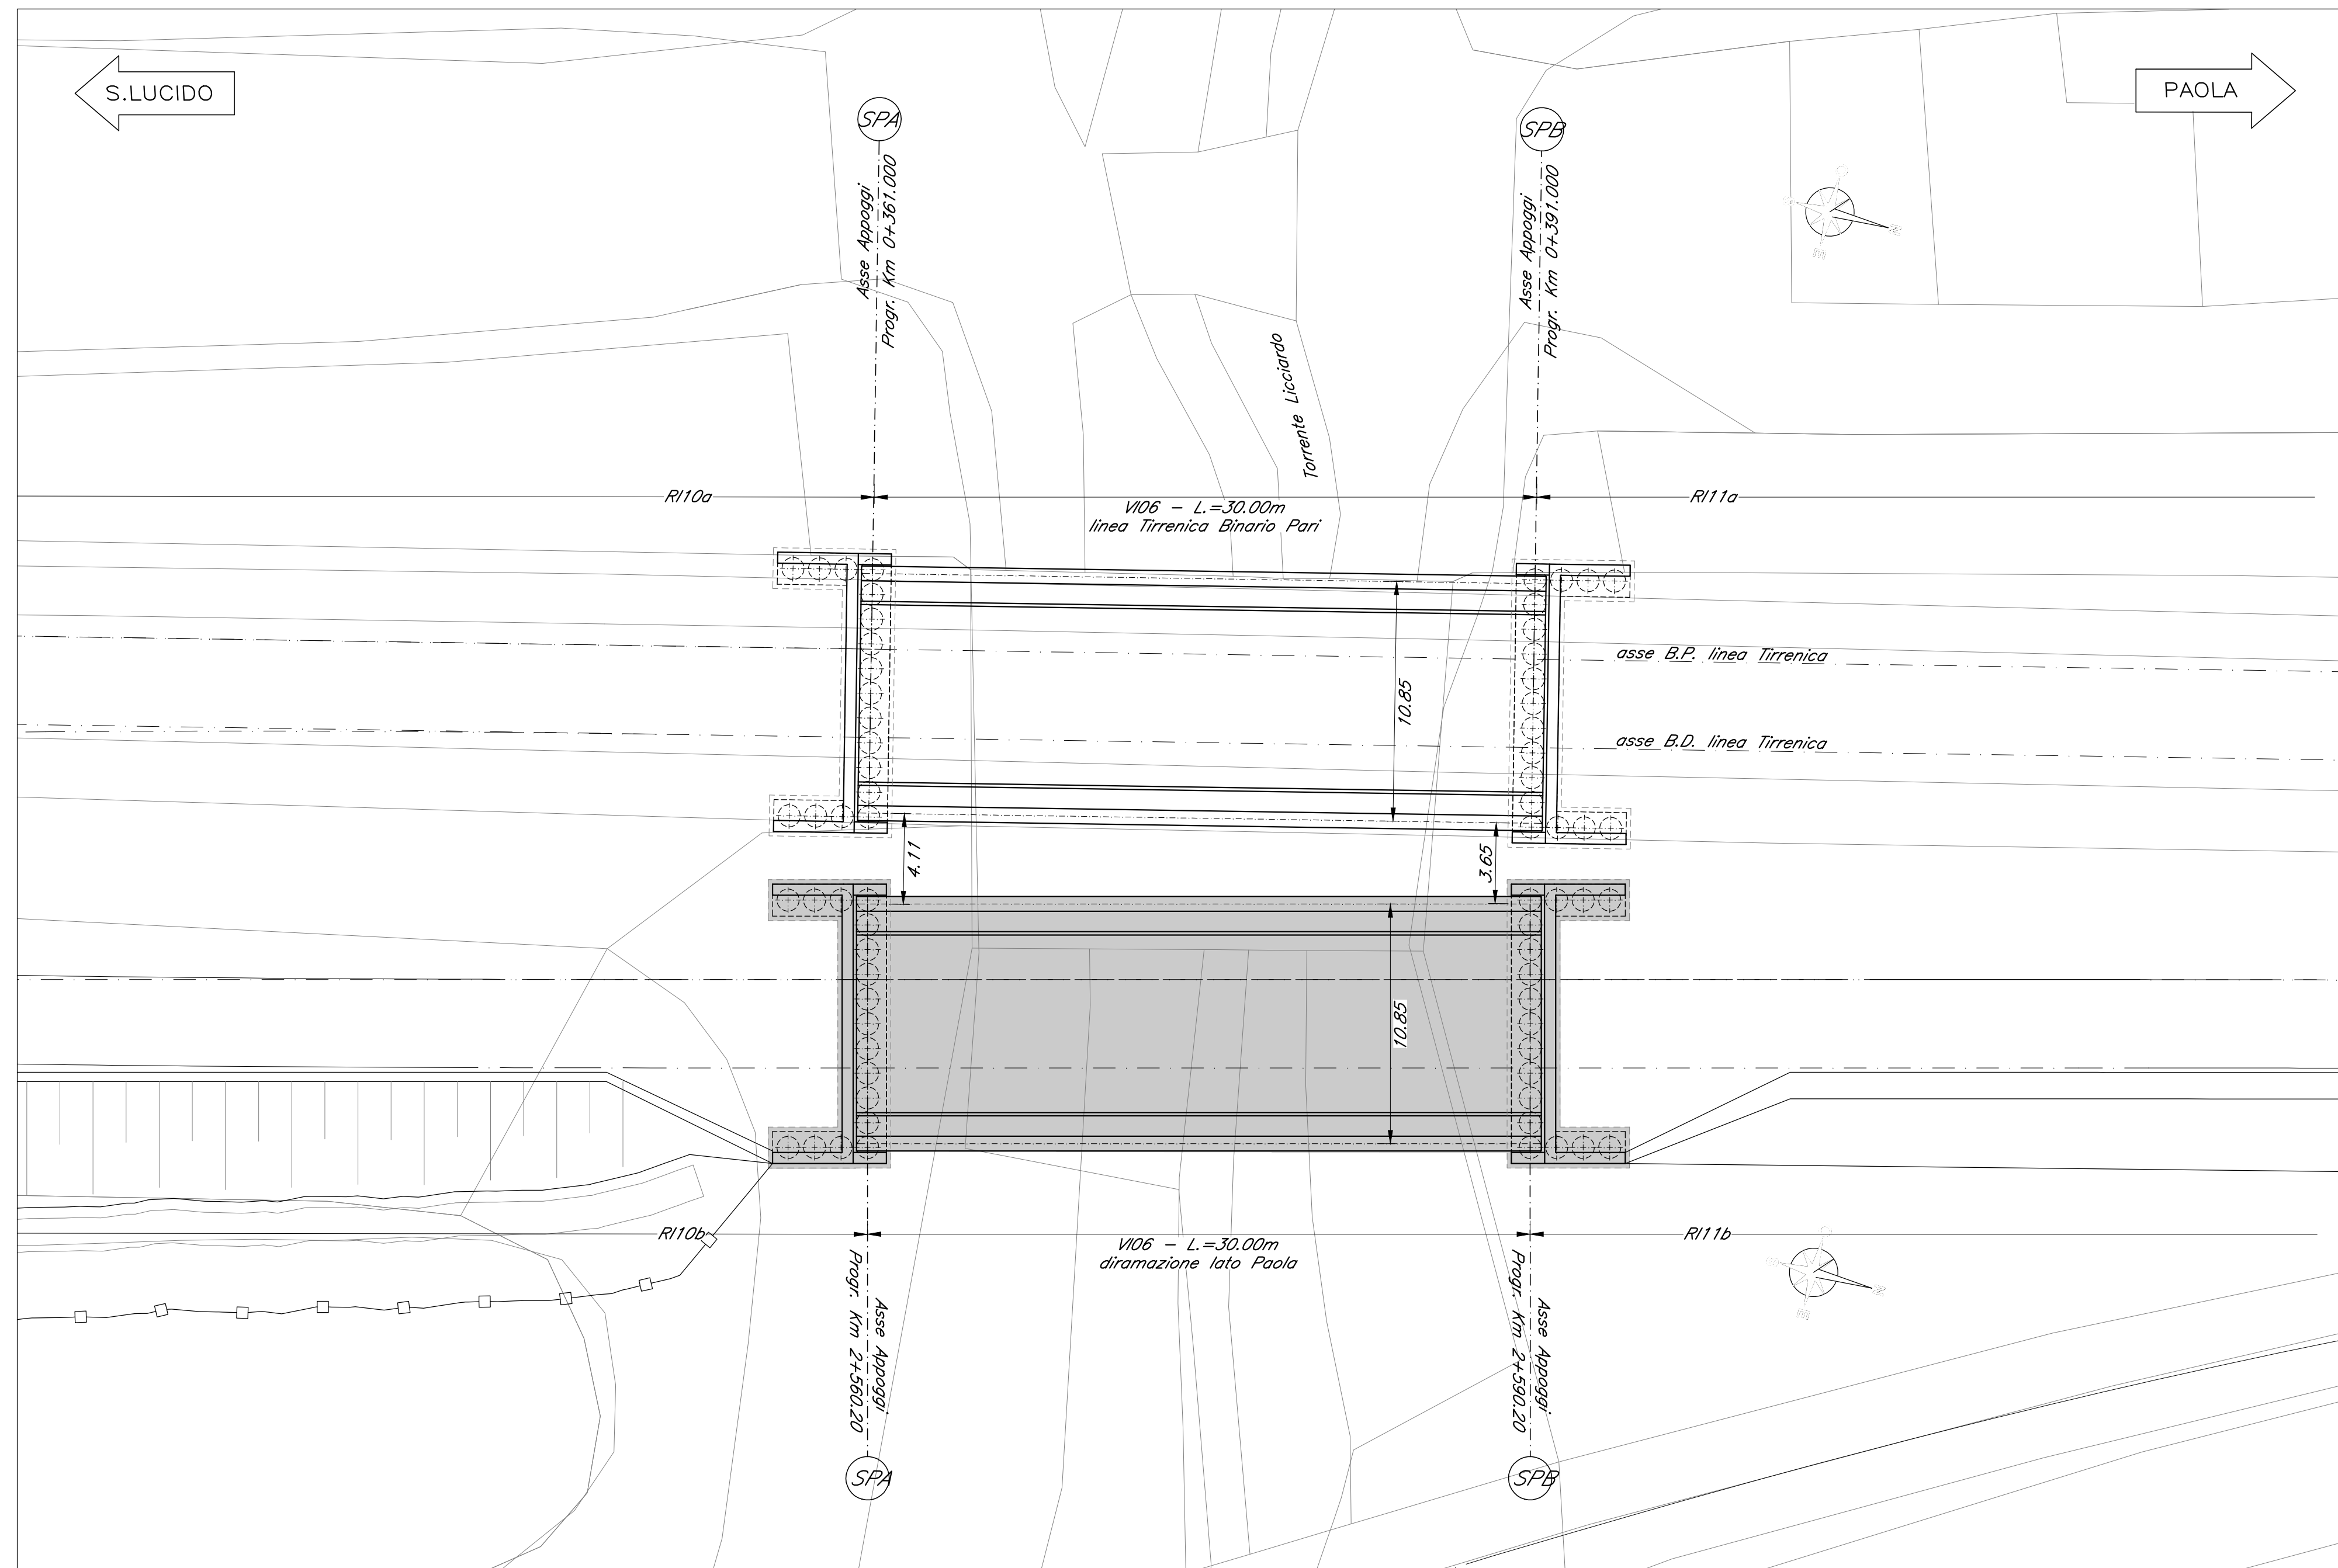 S.LUCIDO
PAOLA
SPA
SPB
Asse Appoggi
Progr. Km 0+361.000
Asse Appoggi
Progr. Km 0+391.000
N
E
Torrente Licciardo
RI10a
VI06 - L.=30.00m
linea Tirrenica Binario Pari
RI11a
asse B.P. linea Tirrenica
10.85
asse B.D. linea Tirrenica
4.11
3.65
10.85
RI10b
VI06 - L.=30.00m
diramazione lato Paola
RI11b
Asse Appoggi
Progr. Km 2+560.20
Asse Appoggi
Progr. Km 2+590.20
N
E
SPA
SPB